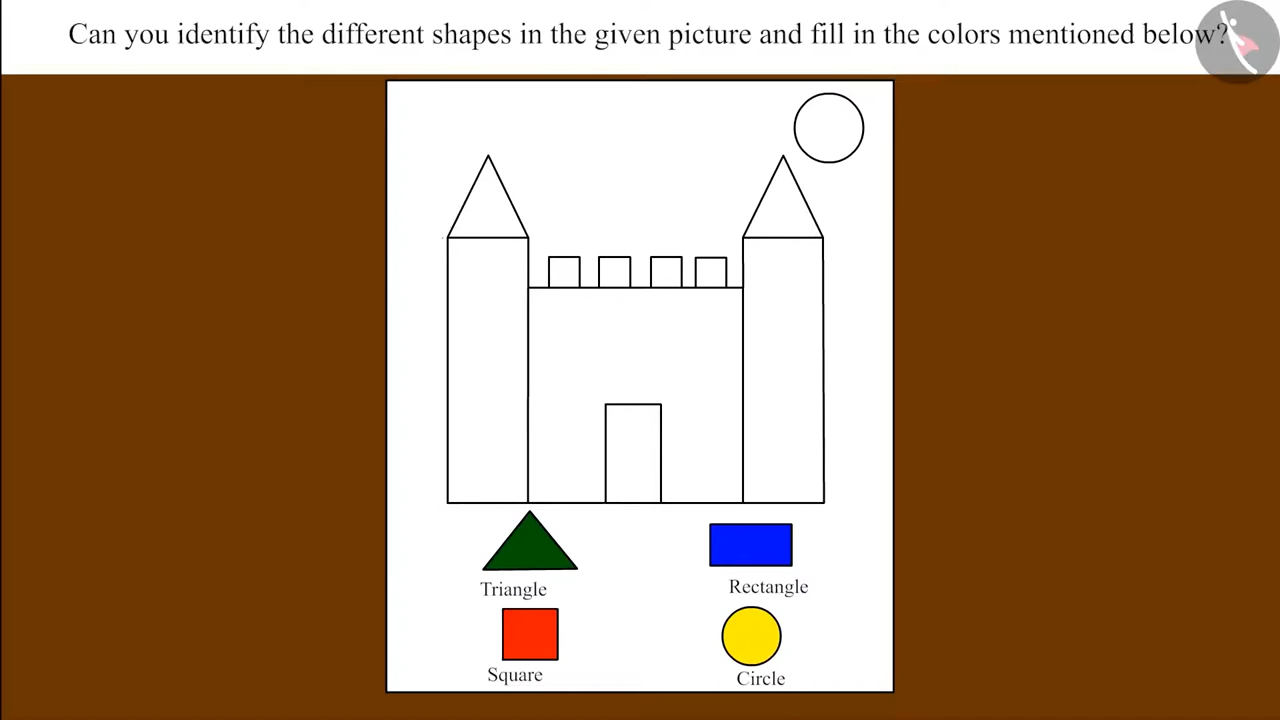 Can you identify the different shapes in the given picture and fill in the colors mentioned below?
Triangle
Rectangle
Square
Circle